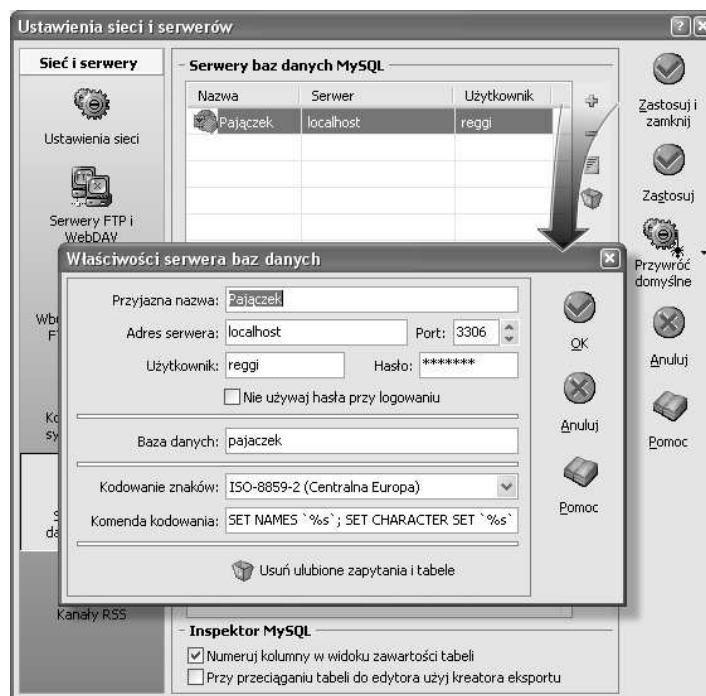 Ustawienia sieci i serwerów
Sieć i serwery
Ustawienia sieci
Serwery FTP i
WebDAV
Kanały RSS
Serwery baz danych MySQL
Nazwa Serwer Użytkownik
Pajączek localhost reggi
Zastosuj i
zamknij
Zastosuj
Przywróć
domyślne
Anuluj
Pomoc
Właściwości serwera baz danych
Przyjazna nazwa: Pajączek
Adres serwera: localhost Port: 3306
Użytkownik: reggi Hasło: *******
Nie używaj hasła przy logowaniu
Baza danych: pajaczek
Kodowanie znaków: ISO-8859-2 (Centralna Europa)
Komenda kodowania: SET NAMES `%s`; SET CHARACTER SET `%s`
Usuń ulubione zapytania i tabele
OK
Anuluj
Pomoc
Inspektor MySQL
Numeruj kolumny w widoku zawartości tabeli
Przy przeciąganiu tabeli do edytora użyj kreatora eksportu